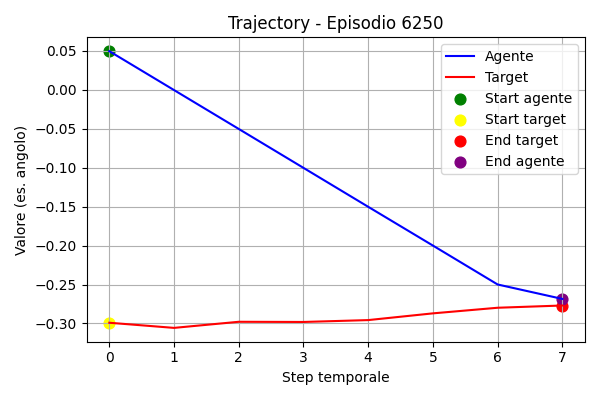 Trajectory - Episodio 6250
Valore (es. angolo)
0.05
0.00
−0.05
−0.10
−0.15
−0.20
−0.25
−0.30
Agente
Target
Start agente
Start target
End target
End agente
0 1 2 3 4 5 6 7
Step temporale